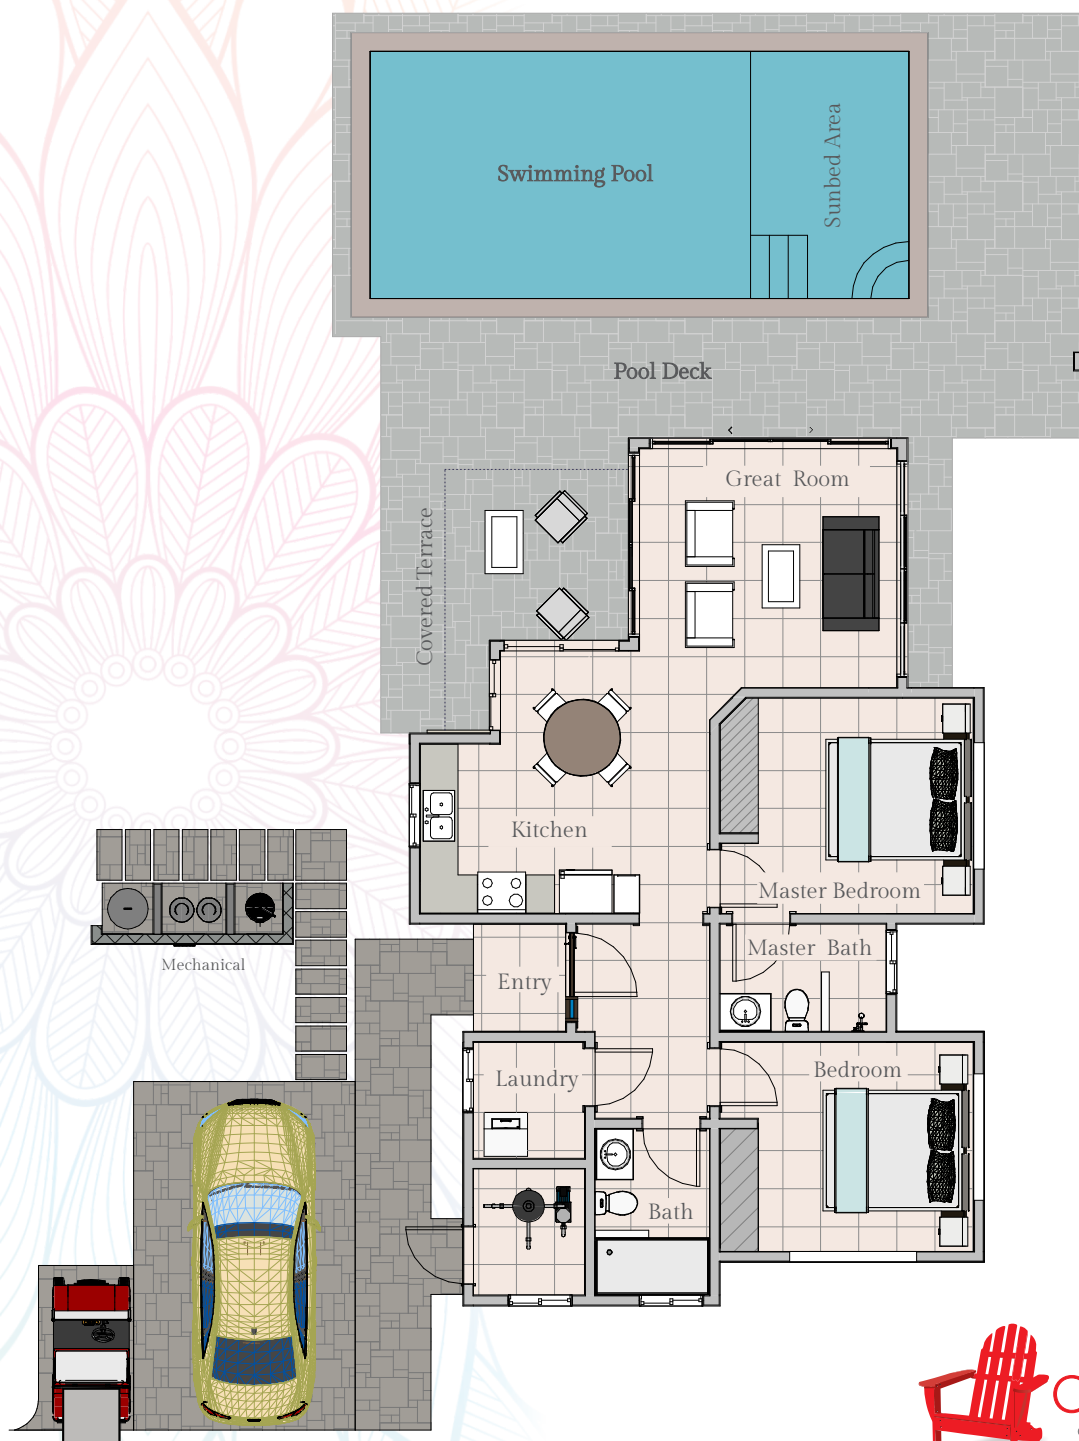 Swimming Pool
Sunbed Area
Pool Deck
Great Room
Covered Terrace
Kitchen
Master Bedroom
Master Bath
Mechanical
Entry
Laundry
Bedroom
Bath